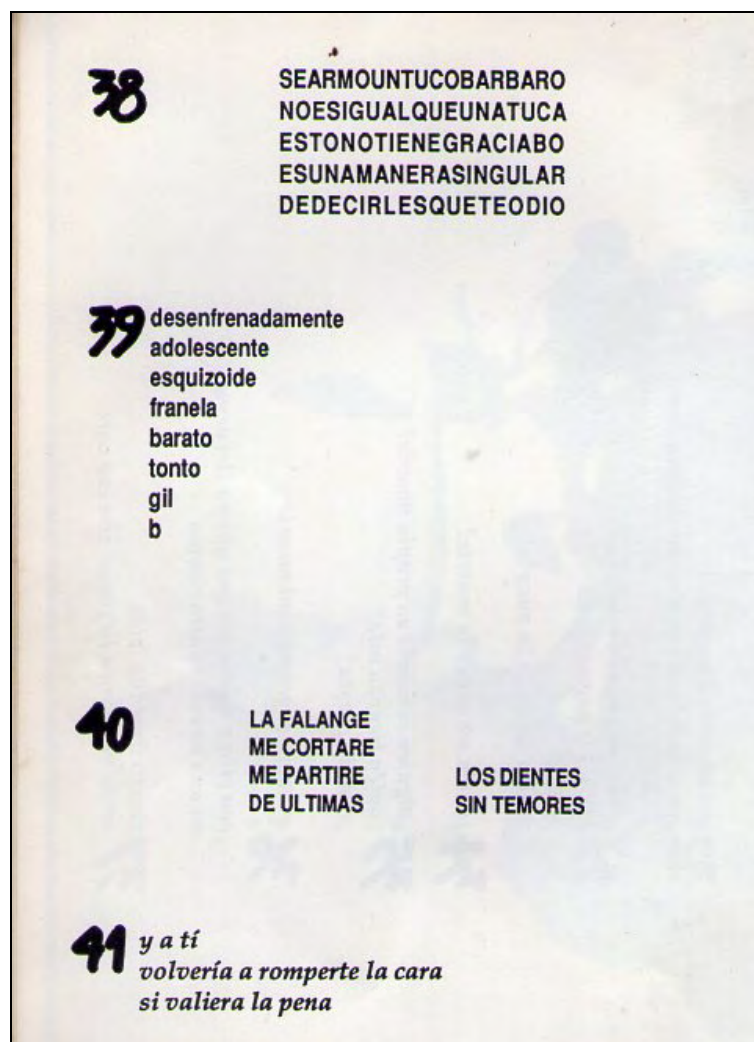 38
SEARMOUNTUCOBARBARO
NOESIGUALQUEUNATUCA
ESTONOTIENEGRACIABO
ESUNAMANERASINGULAR
DEDECIRLESQUETEODIO
39
desenfrenadamente
adolescente
esquizoide
franela
barato
tonto
gil
b
40
LA FALANGE
ME CORTARE
ME PARTIRE LOS DIENTES
DE ULTIMAS SIN TEMORES
41
y a tí
volvería a romperte la cara
si valiera la pena